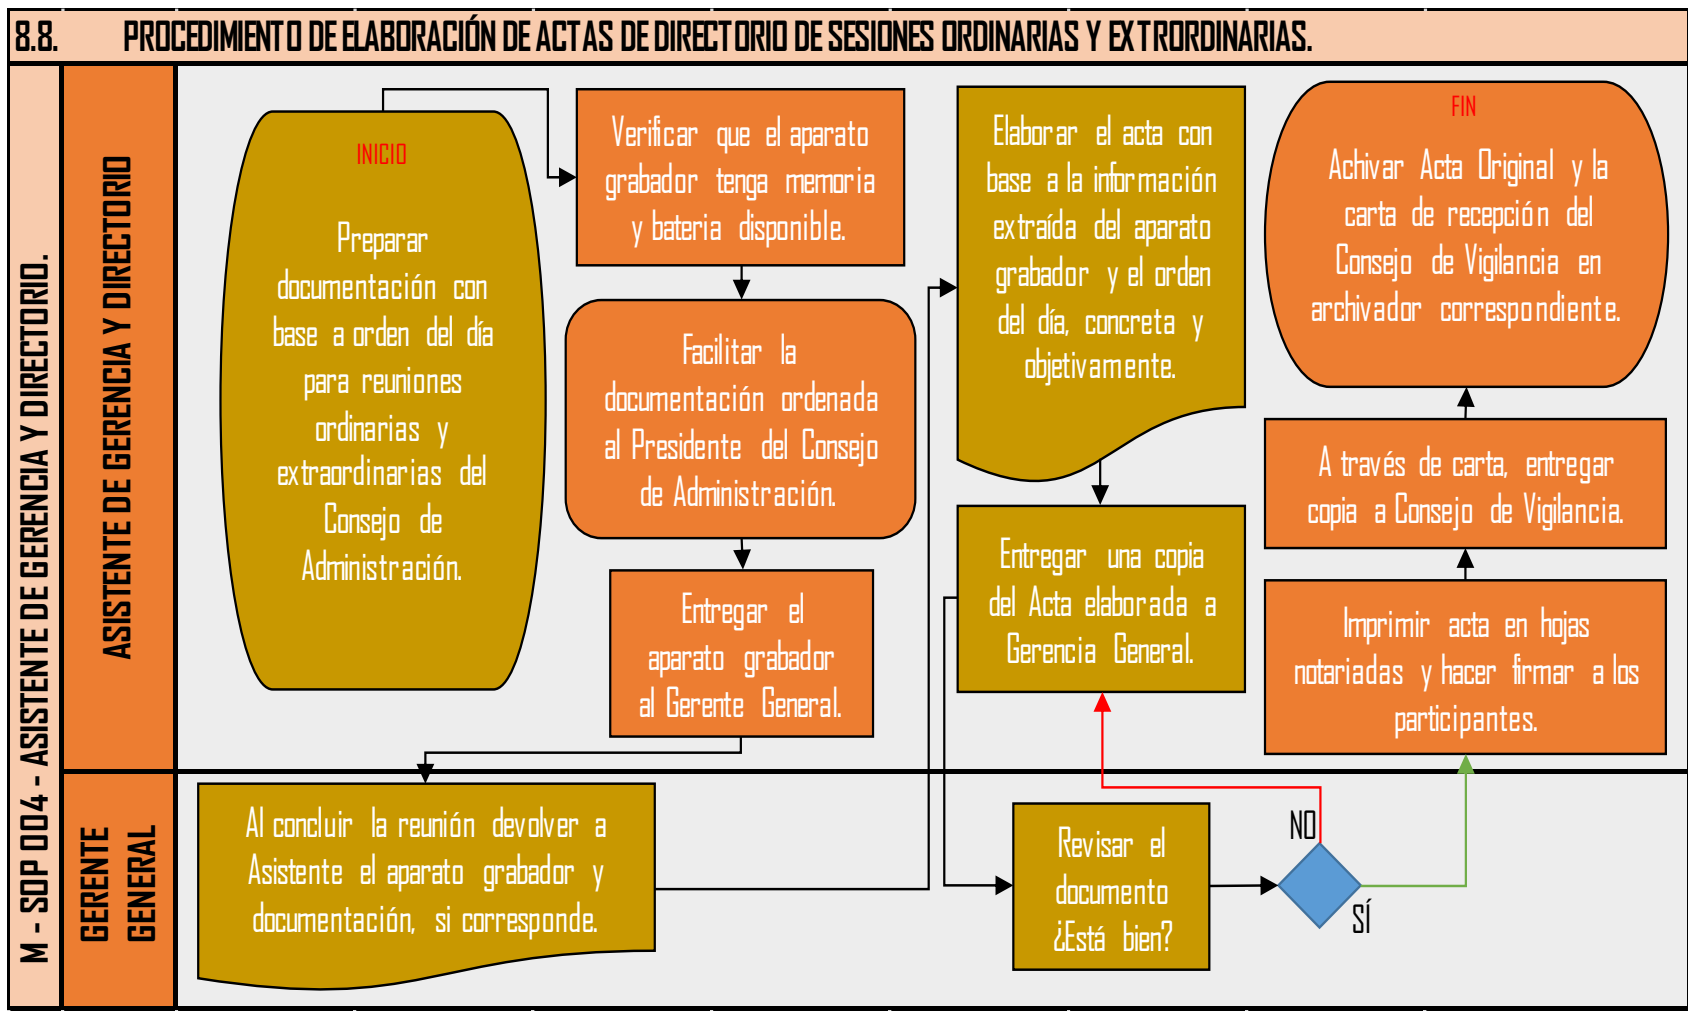 8.8. PROCEDIMIENTO DE ELABORACIÓN DE ACTAS DE DIRECTORIO DE SESIONES ORDINARIAS Y EXTRORDINARIAS.
M - SOP 004 - ASISTENTE DE GERENCIA Y DIRECTORIO.
ASISTENTE DE GERENCIA Y DIRECTORIO
INICIO
Preparar
documentación con
base a orden del día
para reuniones
ordinarias y
extraordinarias del
Consejo de
Administración.
Verificar que el aparato
grabador tenga memoria
y bateria disponible.
Facilitar la
documentación ordenada
al Presidente del Consejo
de Administración.
Entregar el
aparato grabador
al Gerente General.
GERENTE
GENERAL
Al concluir la reunión devolver a
Asistente el aparato grabador y
documentación, si corresponde.
Elaborar el acta con
base a la información
extraída del aparato
grabador y el orden
del día, concreta y
objetivamente.
Entregar una copia
del Acta elaborada a
Gerencia General.
Revisar el
documento
¿Está bien?
NO
SÍ
Imprimir acta en hojas
notariadas y hacer firmar a los
participantes.
A través de carta, entregar
copia a Consejo de Vigilancia.
FIN
Achivar Acta Original y la
carta de recepción del
Consejo de Vigilancia en
archivador correspondiente.